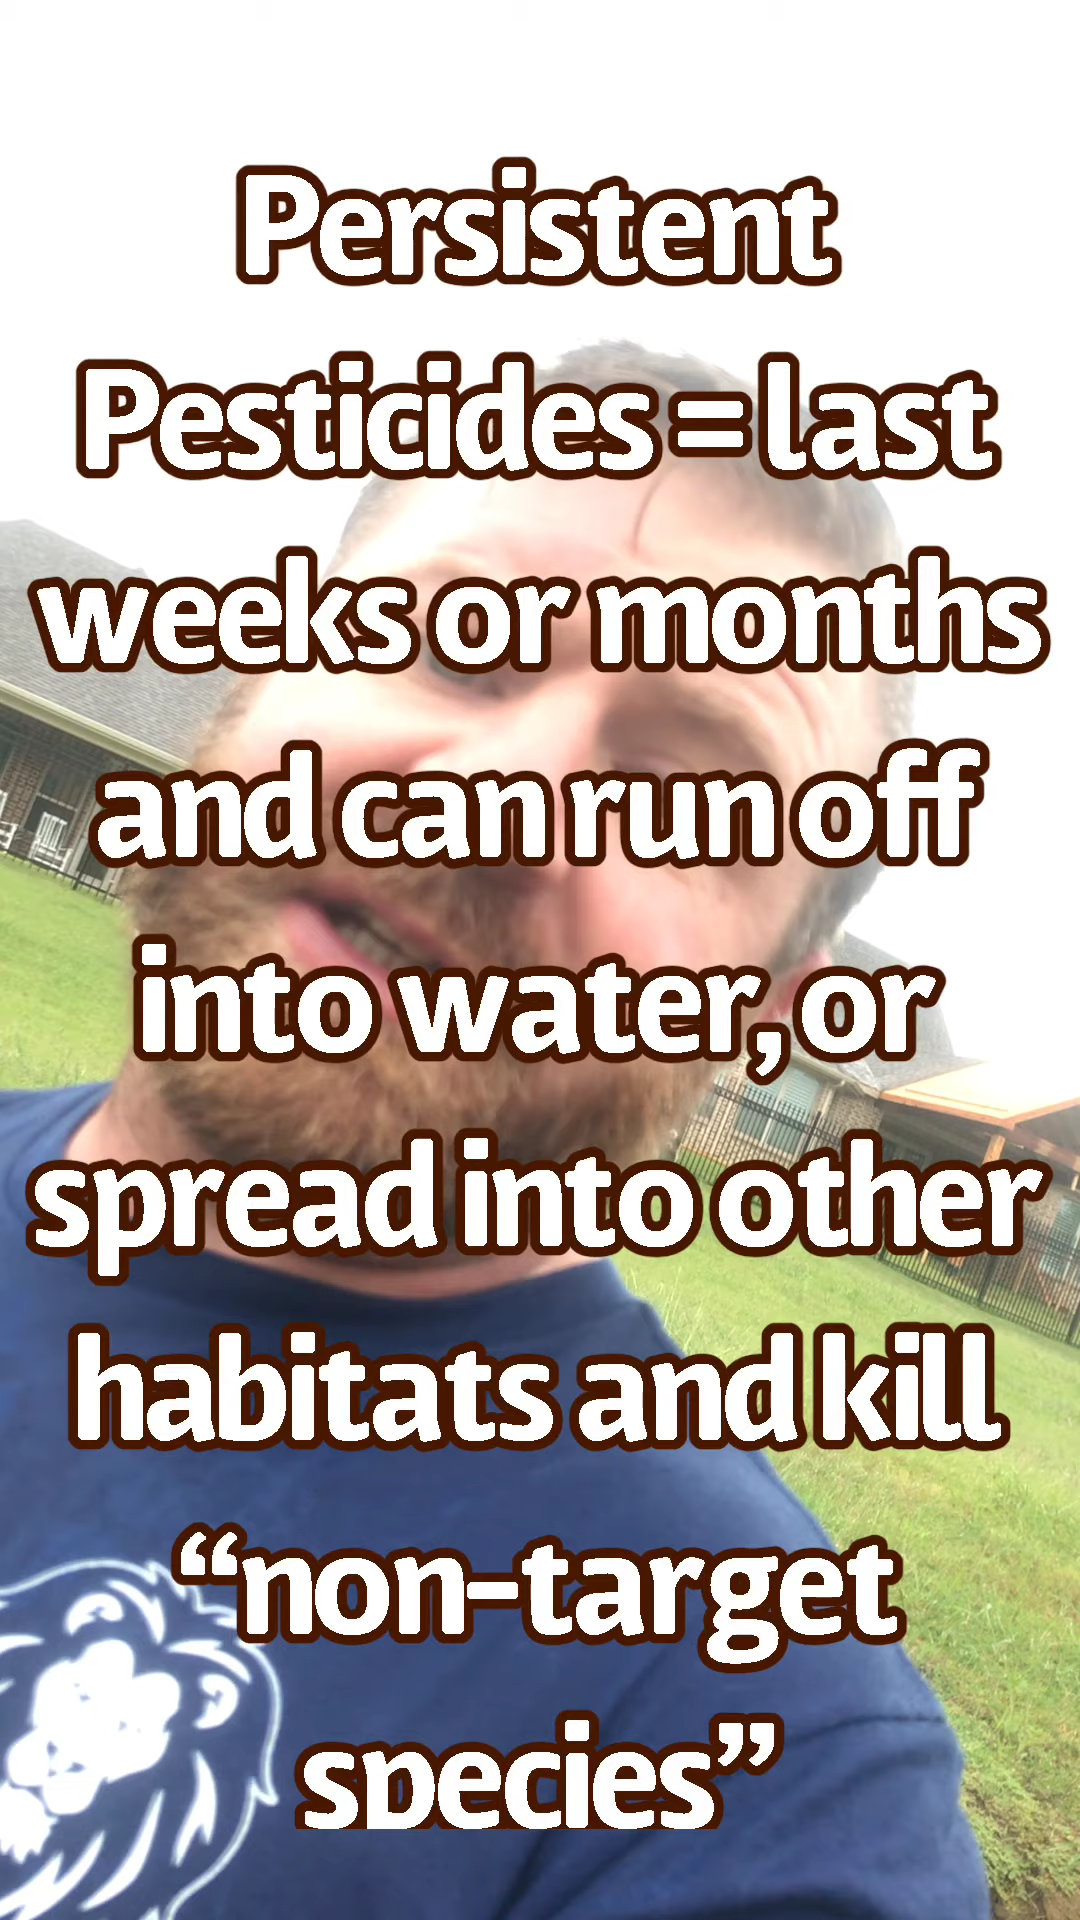 Persistent
Pesticides = last
weeks or months
and can run off
into water, or
spread into other
habitats and kill
“non-target
species”